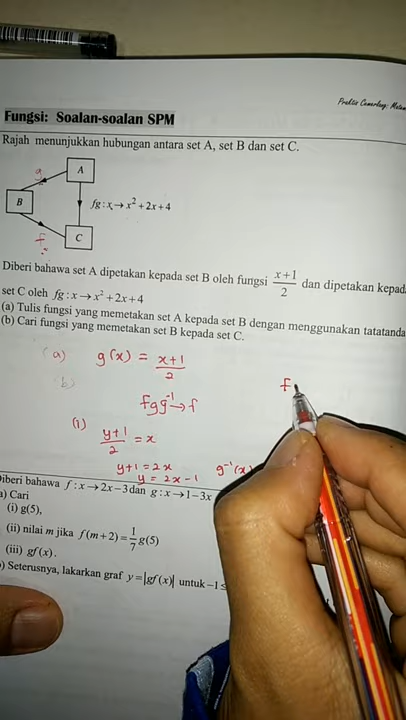 Praktis Cemerlang: Matem
Fungsi: Soalan-soalan SPM
Rajah menunjukkan hubungan antara set A, set B dan set C.
g
A
B
fg : x → x² + 2x + 4
f
C
Diberi bahawa set A dipetakan kepada set B oleh fungsi (x+1)/2 dan dipetakan kepad
set C oleh fg : x → x² + 2x + 4
(a) Tulis fungsi yang memetakan set A kepada set B dengan menggunakan tatatanda
(b) Cari fungsi yang memetakan set B kepada set C.
(a) g(x) = (x+1)/2
(b)
fgg⁻¹ → f
f
(1)
(y+1)/2 = x
y+1 = 2x
y = 2x - 1 g⁻¹(x)
Diberi bahawa f : x → 2x − 3 dan g : x → 1 − 3x
a) Cari
(i) g(5),
(ii) nilai m jika f(m+2) = 1/7 g(5)
(iii) gf(x).
) Seterusnya, lakarkan graf y = |gf(x)| untuk −1 ≤